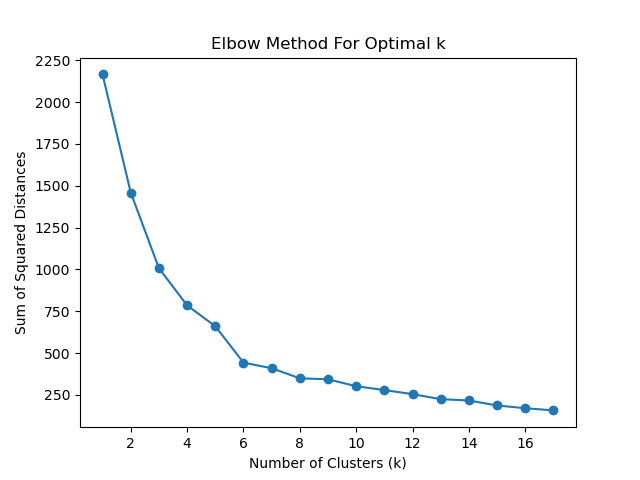 Elbow Method For Optimal k
Sum of Squared Distances
2250
2000
1750
1500
1250
1000
750
500
250
2 4 6 8 10 12 14 16
Number of Clusters (k)